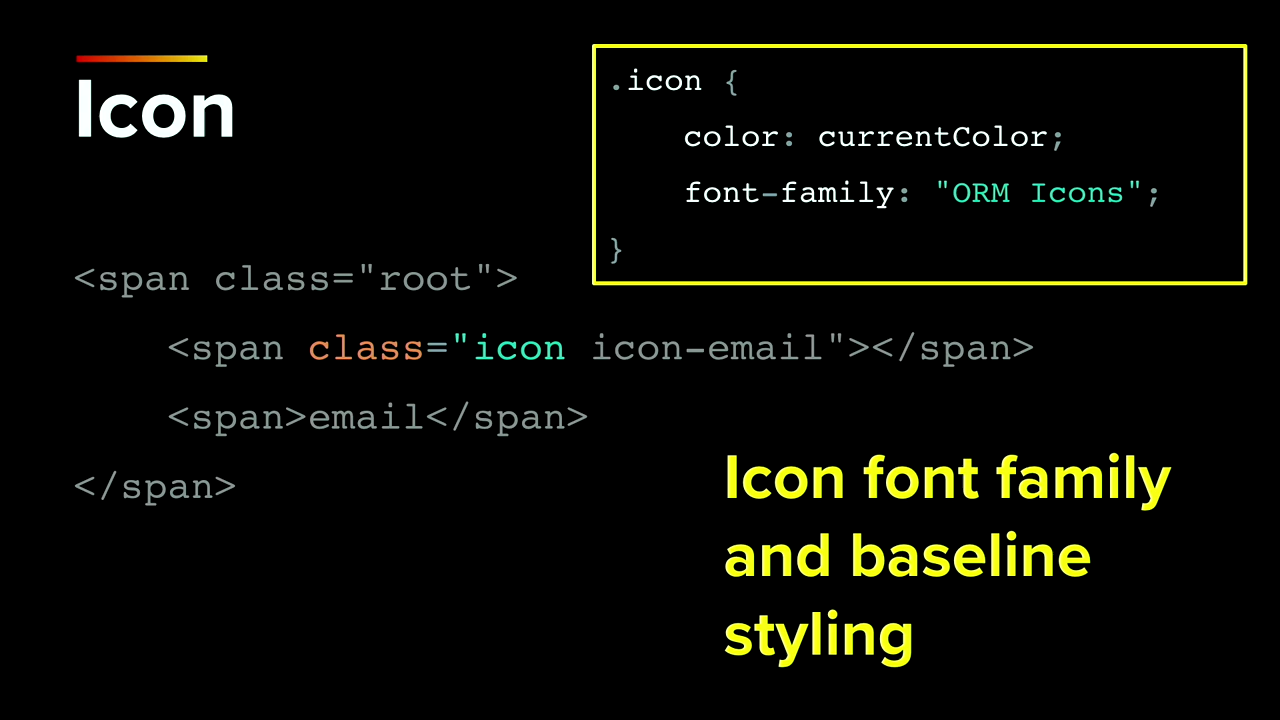 Icon
.icon {
    color: currentColor;
    font-family: "ORM Icons";
}
<span class="root">
    <span class="icon icon-email"></span>
    <span>email</span>
</span>
Icon font family
and baseline
styling